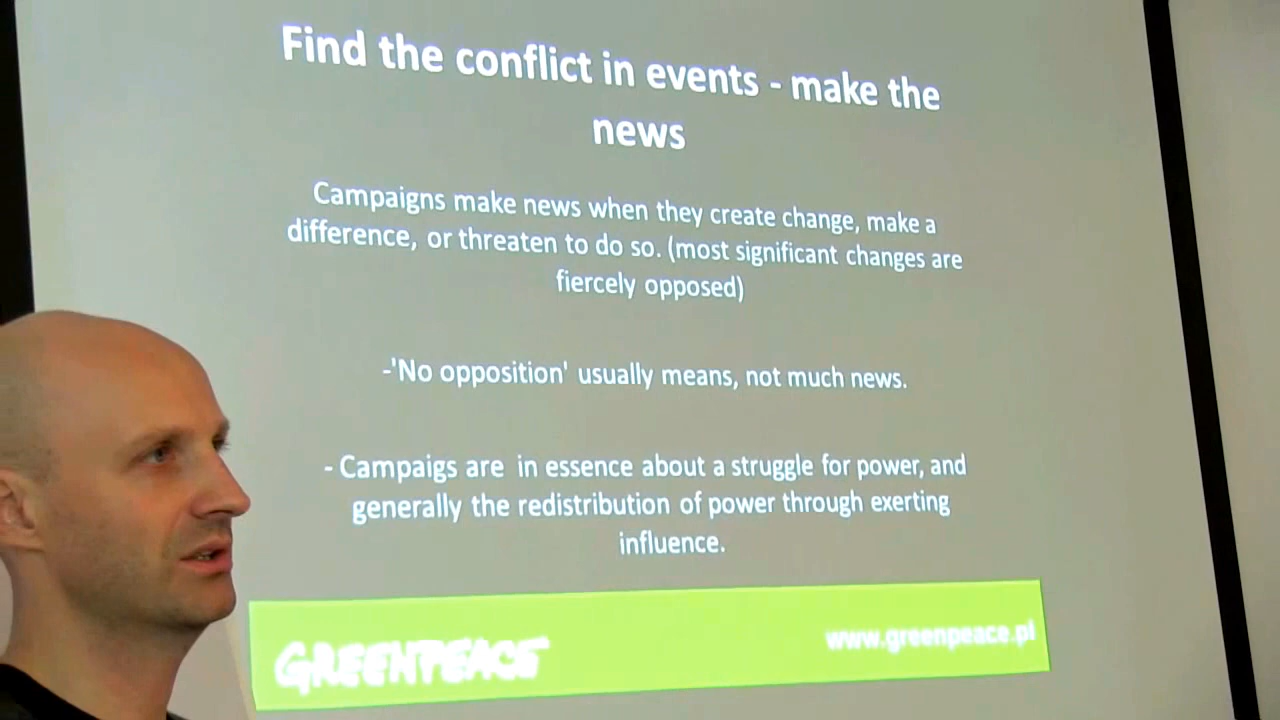 Find the conflict in events - make the
news
Campaigns make news when they create change, make a
difference, or threaten to do so. (most significant changes are
fiercely opposed)
-'No opposition' usually means, not much news.
- Campaigs are in essence about a struggle for power, and
generally the redistribution of power through exerting
influence.
GREENPEACE
www.greenpeace.pl